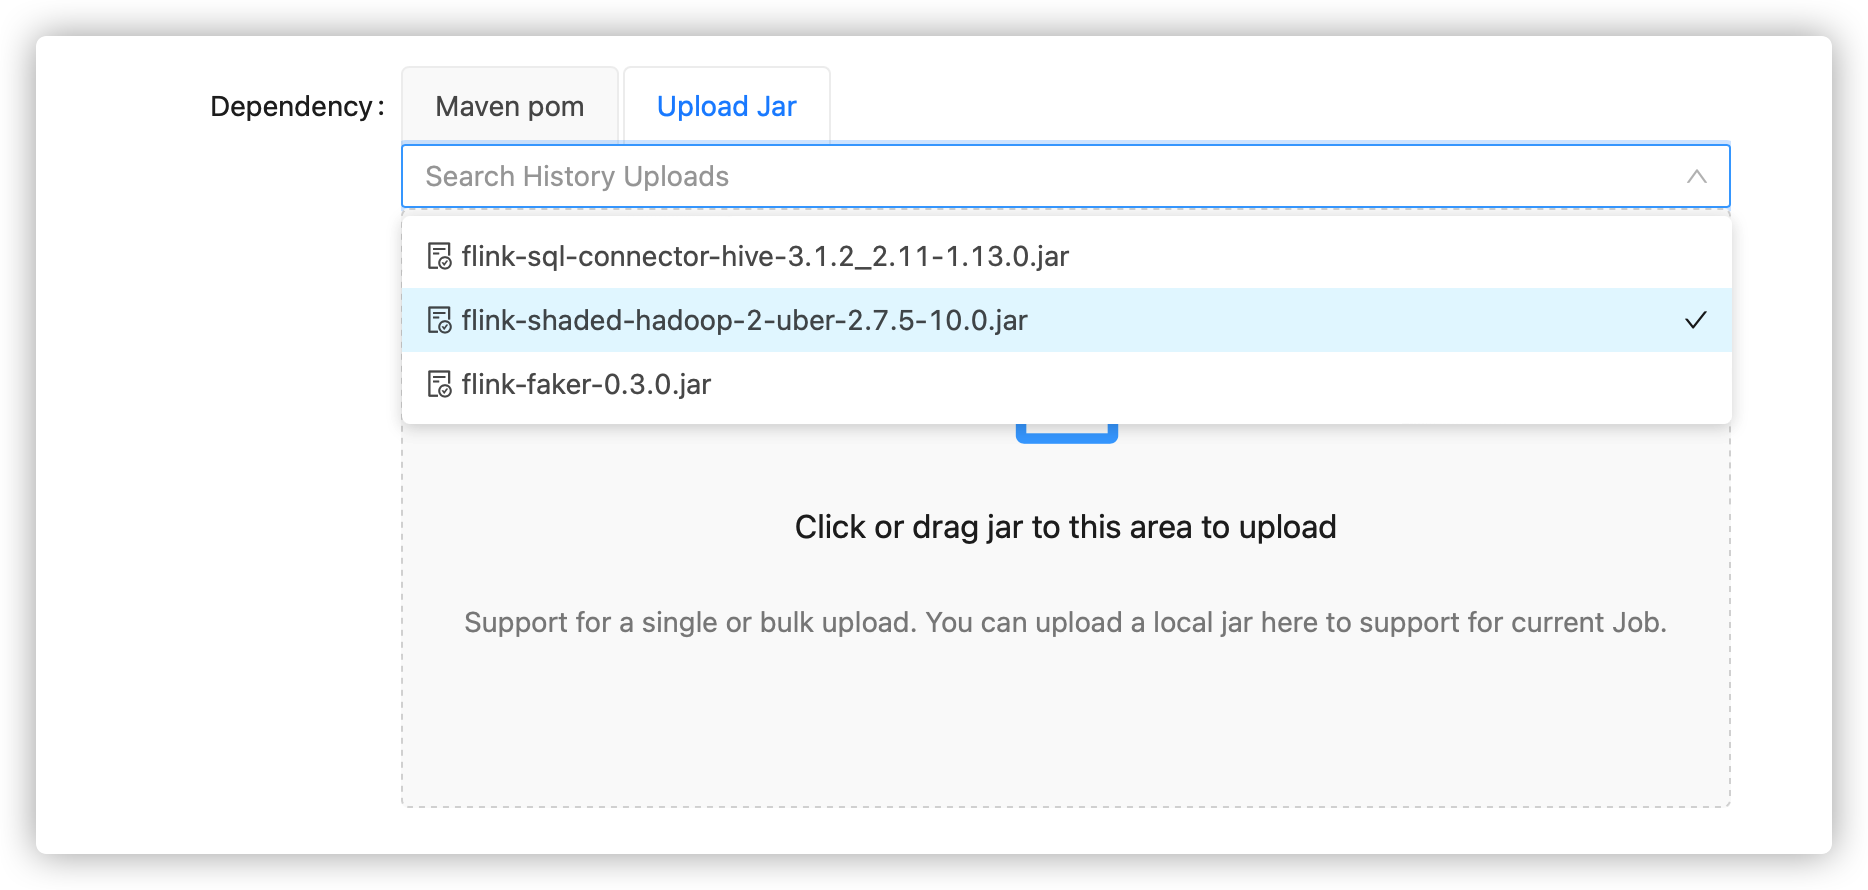 Dependency: Maven pom Upload Jar
Search History Uploads
flink-sql-connector-hive-3.1.2_2.11-1.13.0.jar
flink-shaded-hadoop-2-uber-2.7.5-10.0.jar
flink-faker-0.3.0.jar
Click or drag jar to this area to upload
Support for a single or bulk upload. You can upload a local jar here to support for current Job.